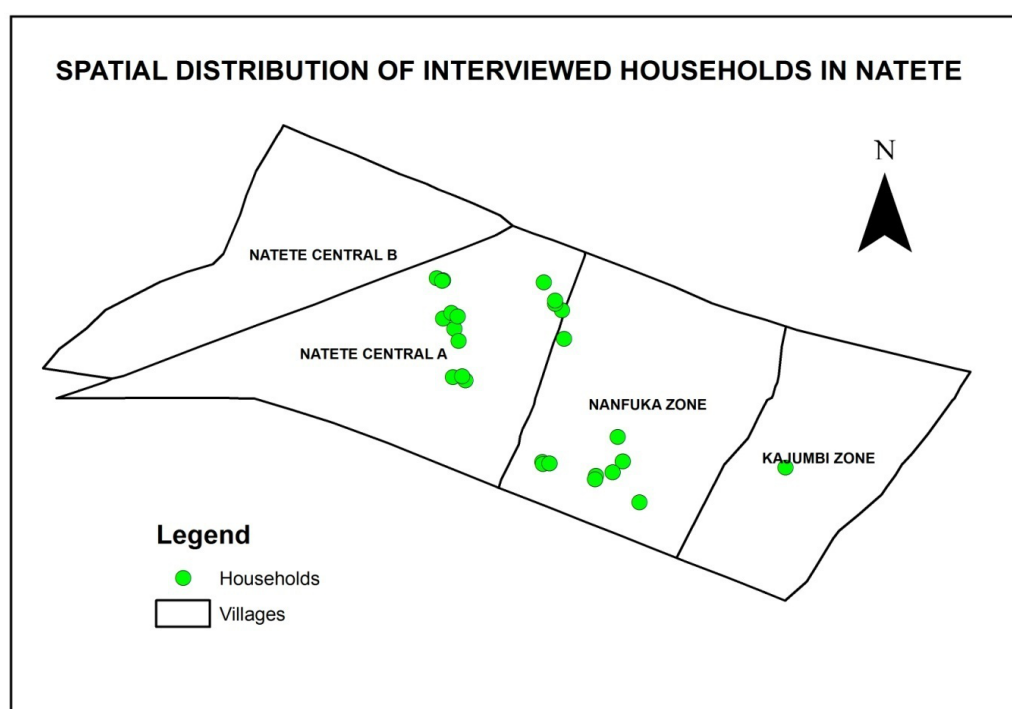 SPATIAL DISTRIBUTION OF INTERVIEWED HOUSEHOLDS IN NATETE
N
NATETE CENTRAL B
NATETE CENTRAL A
NANFUKA ZONE
KAJUMBI ZONE
Legend
Households
Villages